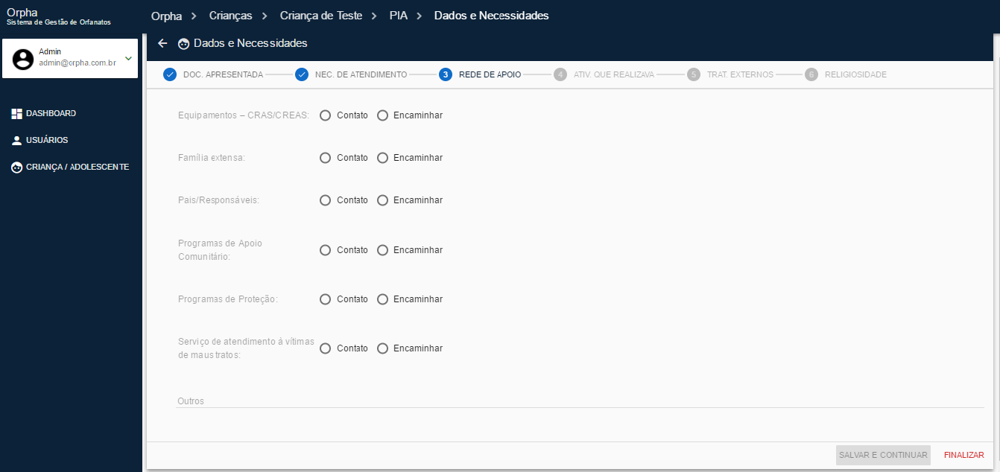 Orpha
Sistema de Gestão de Orfanatos
Orpha > Crianças > Criança de Teste > PIA > Dados e Necessidades
Admin
admin@orpha.com.br
DASHBOARD
USUÁRIOS
CRIANÇA / ADOLESCENTE
Dados e Necessidades
DOC. APRESENTADA NEC. DE ATENDIMENTO 3 REDE DE APOIO 4 ATIV. QUE REALIZAVA 5 TRAT. EXTERNOS 6 RELIGIOSIDADE
Equipamentos – CRAS/CREAS: Contato Encaminhar
Família extensa: Contato Encaminhar
Pais/Responsáveis: Contato Encaminhar
Programas de Apoio
Comunitário: Contato Encaminhar
Programas de Proteção: Contato Encaminhar
Serviço de atendimento á vítimas
de maus tratos: Contato Encaminhar
Outros
SALVAR E CONTINUAR FINALIZAR